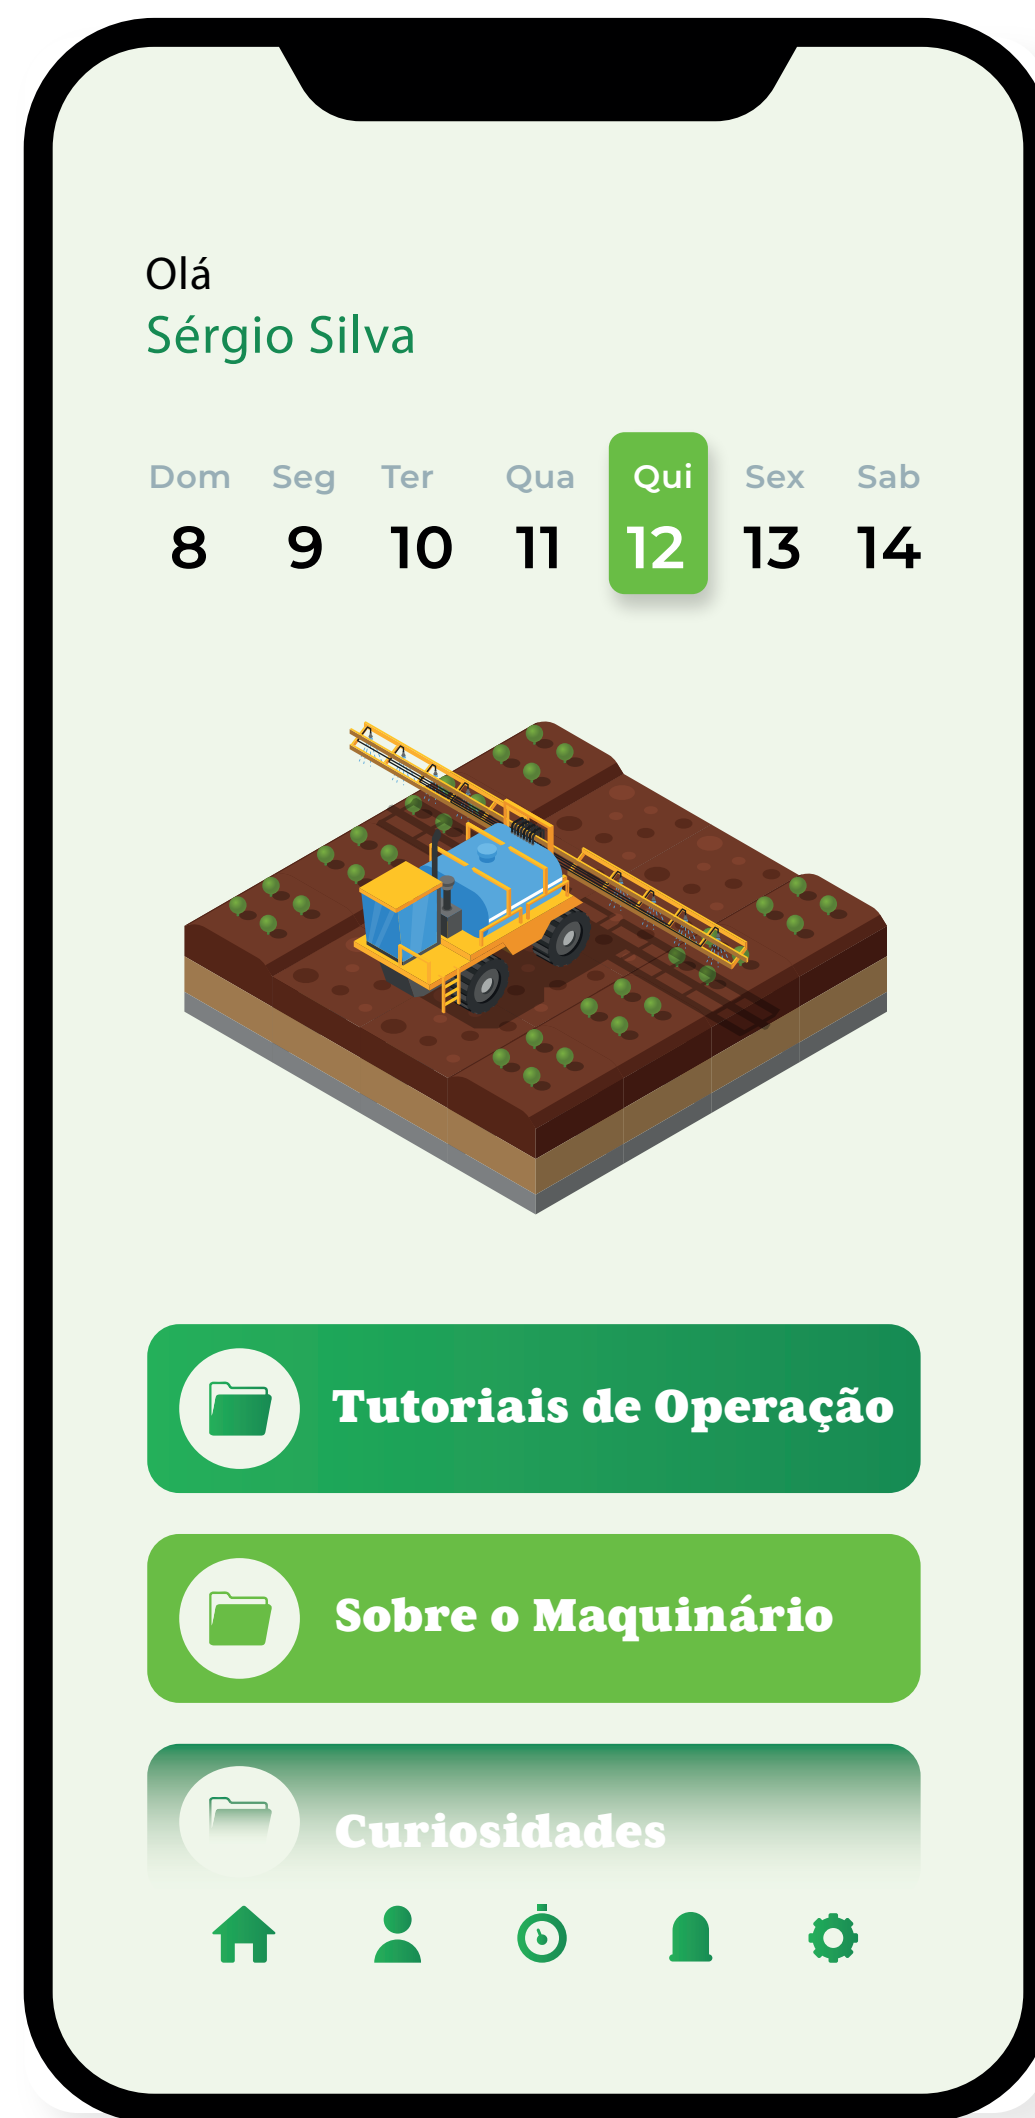 Olá
Sérgio Silva
Dom Seg Ter Qua Qui Sex Sab
8 9 10 11 12 13 14
Tutoriais de Operação
Sobre o Maquinário
Curiosidades